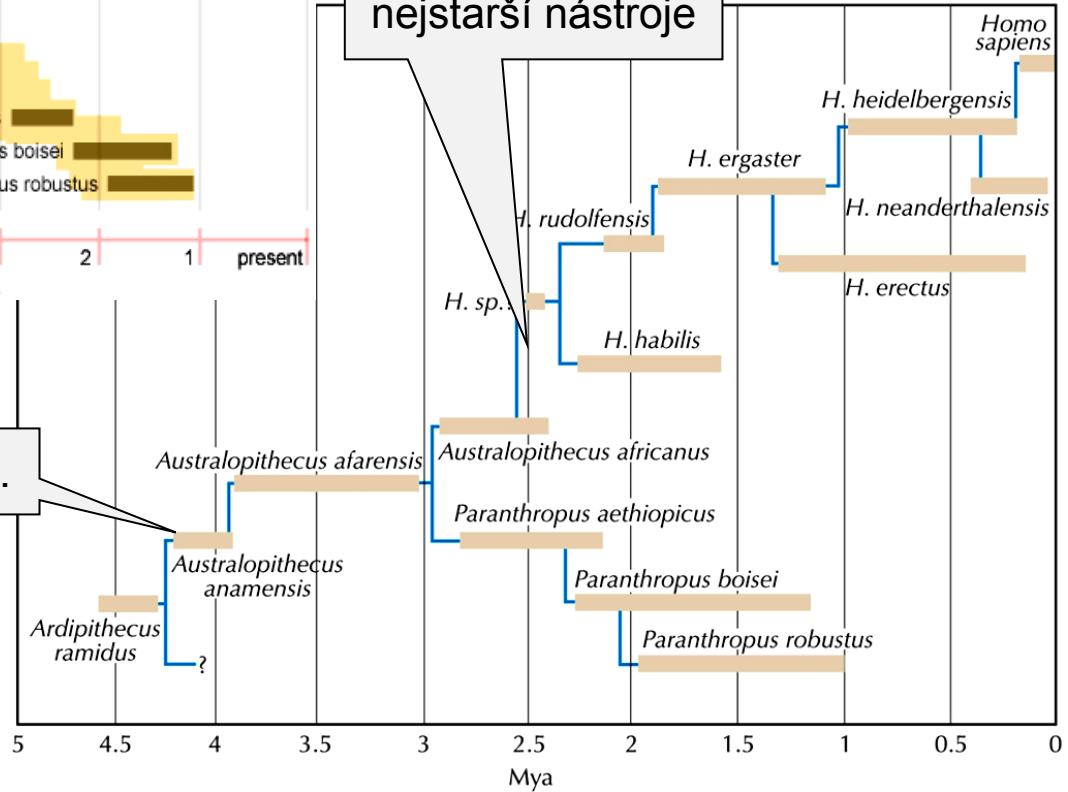 nejstarší nástroje
Homo
sapiens
H. heidelbergensis
s boisei
H. ergaster
us robustus
H. neanderthalensis
H. rudolfensis
2
1
present
H. erectus
H. sp.
H. habilis
.
Australopithecus africanus
Australopithecus afarensis
Paranthropus aethiopicus
Australopithecus
anamensis
Paranthropus boisei
Ardipithecus
ramidus
Paranthropus robustus
?
5 4.5 4 3.5 3 2.5 2 1.5 1 0.5 0
Mya